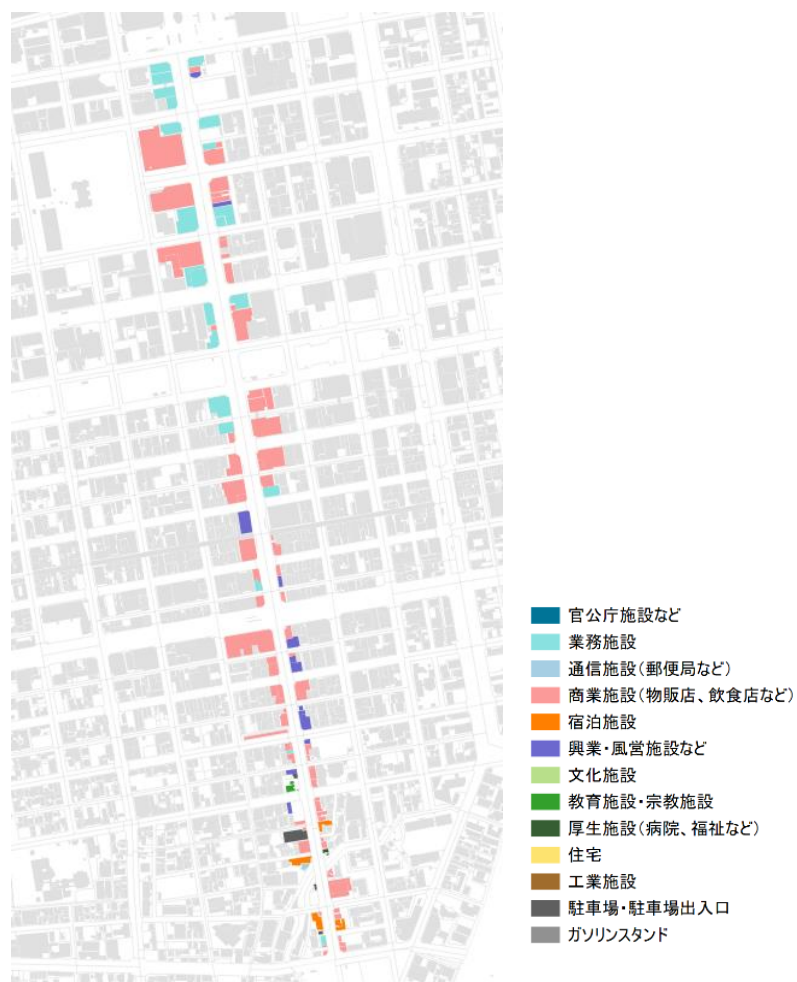 官公庁施設など
業務施設
通信施設(郵便局など)
商業施設(物販店、飲食店など)
宿泊施設
興業・風営施設など
文化施設
教育施設・宗教施設
厚生施設(病院、福祉など)
住宅
工業施設
駐車場・駐車場出入口
ガソリンスタンド